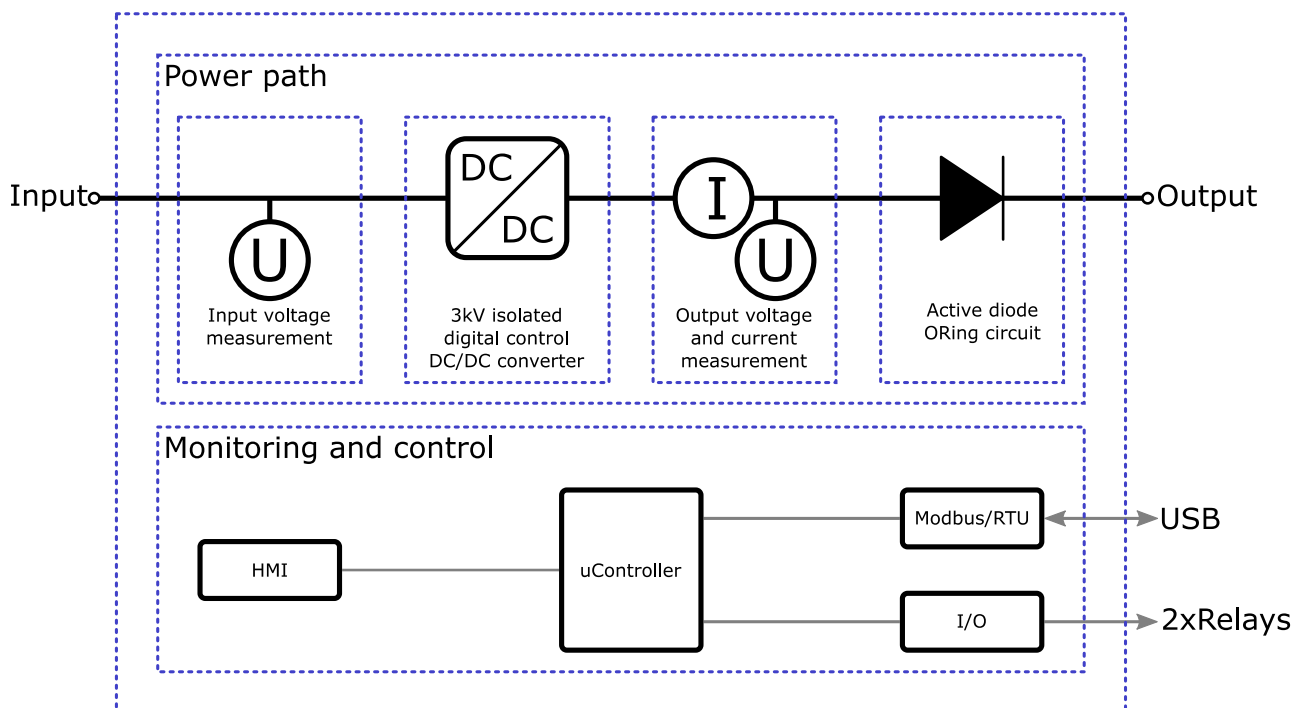 Power path
Input
DC
DC
I
U
U
Output
Input voltage
measurement
3kV isolated
digital control
DC/DC converter
Output voltage
and current
measurement
Active diode
ORing circuit
Monitoring and control
HMI
uController
Modbus/RTU
USB
I/O
2xRelays